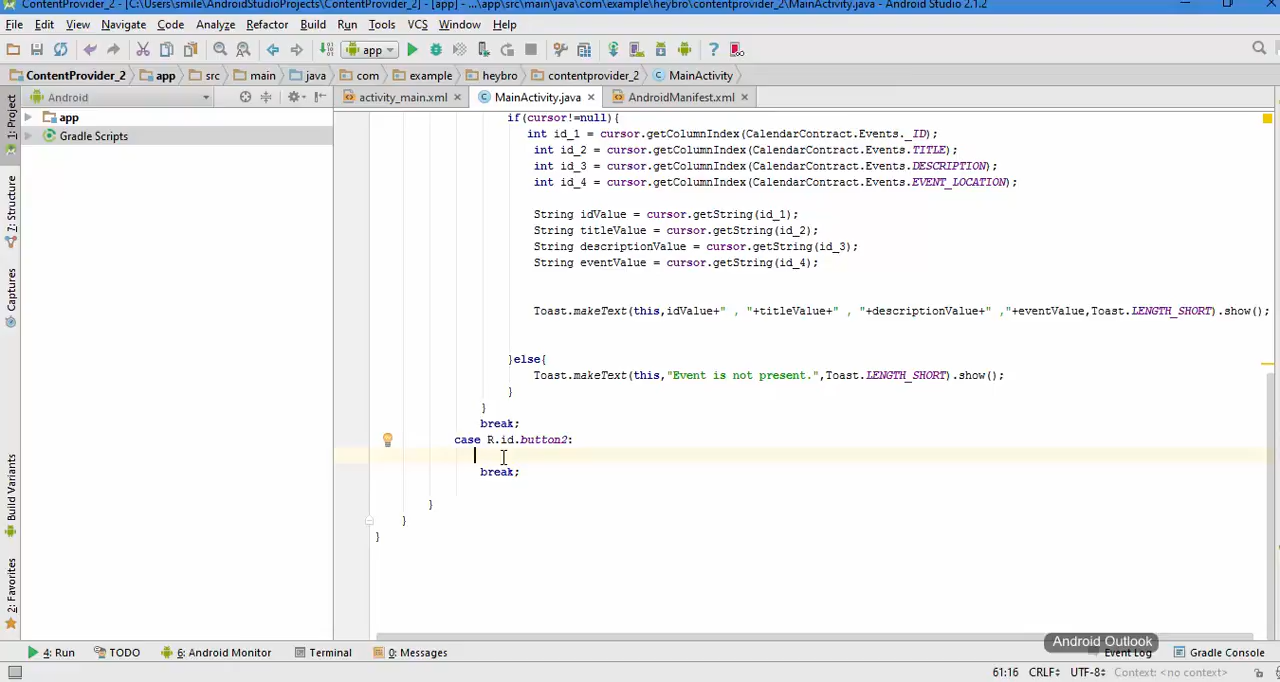 ContentProvider_2 - [C:\Users\smile\AndroidStudioProjects\ContentProvider_2] - [app] - ...\app\src\main\java\com\example\heybro\contentprovider_2\MainActivity.java - Android Studio 2.1.2
File Edit View Navigate Code Analyze Refactor Build Run Tools VCS Window Help
app
ContentProvider_2 app src main java com example heybro contentprovider_2 MainActivity
Android
activity_main.xml MainActivity.java AndroidManifest.xml
1: Project
7: Structure
Captures
Build Variants
2: Favorites
app
Gradle Scripts
if(cursor!=null){
int id_1 = cursor.getColumnIndex(CalendarContract.Events._ID);
int id_2 = cursor.getColumnIndex(CalendarContract.Events.TITLE);
int id_3 = cursor.getColumnIndex(CalendarContract.Events.DESCRIPTION);
int id_4 = cursor.getColumnIndex(CalendarContract.Events.EVENT_LOCATION);
String idValue = cursor.getString(id_1);
String titleValue = cursor.getString(id_2);
String descriptionValue = cursor.getString(id_3);
String eventValue = cursor.getString(id_4);
Toast.makeText(this,idValue+" , "+titleValue+" , "+descriptionValue+" ,"+eventValue,Toast.LENGTH_SHORT).show();
}else{
Toast.makeText(this,"Event is not present.",Toast.LENGTH_SHORT).show();
}
}
break;
case R.id.button2:
break;
}
}
}
Android Outlook
4: Run TODO 6: Android Monitor Terminal 0: Messages Event Log Gradle Console
61:16 CRLF UTF-8 Context: <no context>